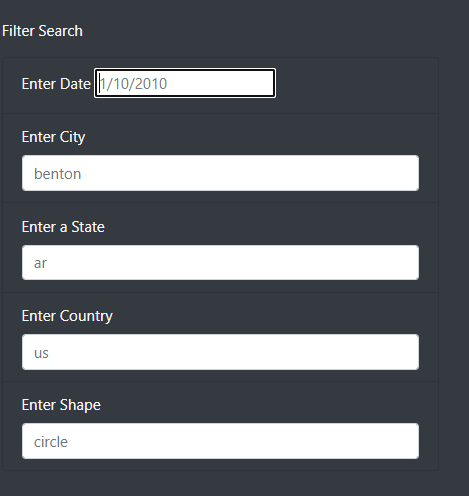 Filter Search
Enter Date 1/10/2010
Enter City
benton
Enter a State
ar
Enter Country
us
Enter Shape
circle